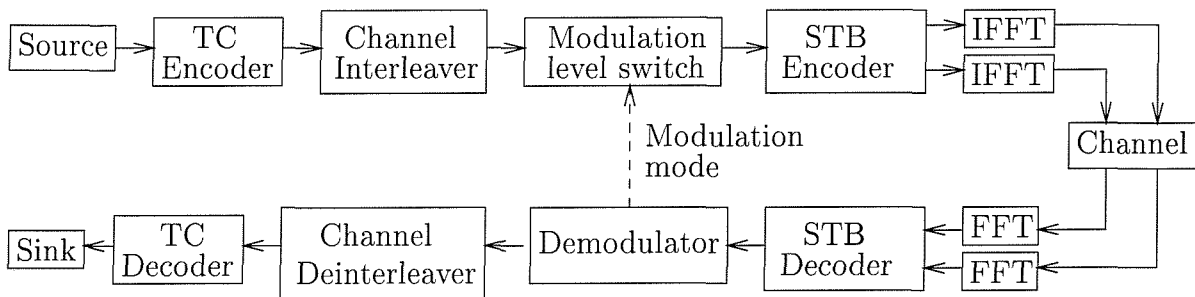 Source
TC
Encoder
Channel
Interleaver
Modulation
level switch
STB
Encoder
IFFT
IFFT
Channel
Modulation
mode
Sink
TC
Decoder
Channel
Deinterleaver
Demodulator
STB
Decoder
FFT
FFT